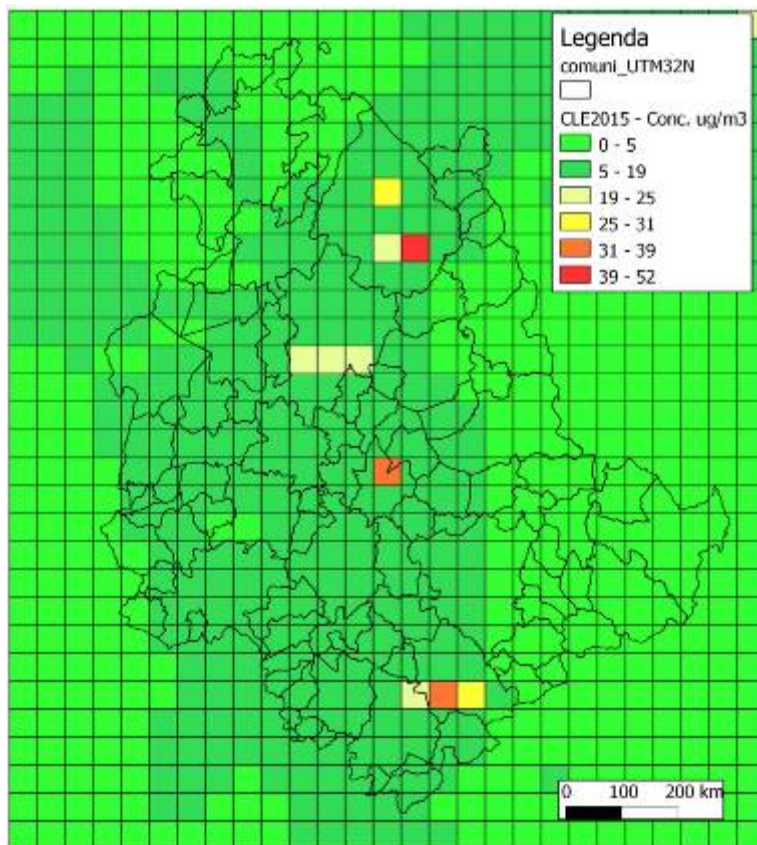 Legenda
comuni_UTM32N
CLE2015 - Conc. ug/m3
0 - 5
5 - 19
19 - 25
25 - 31
31 - 39
39 - 52
0 100 200 km